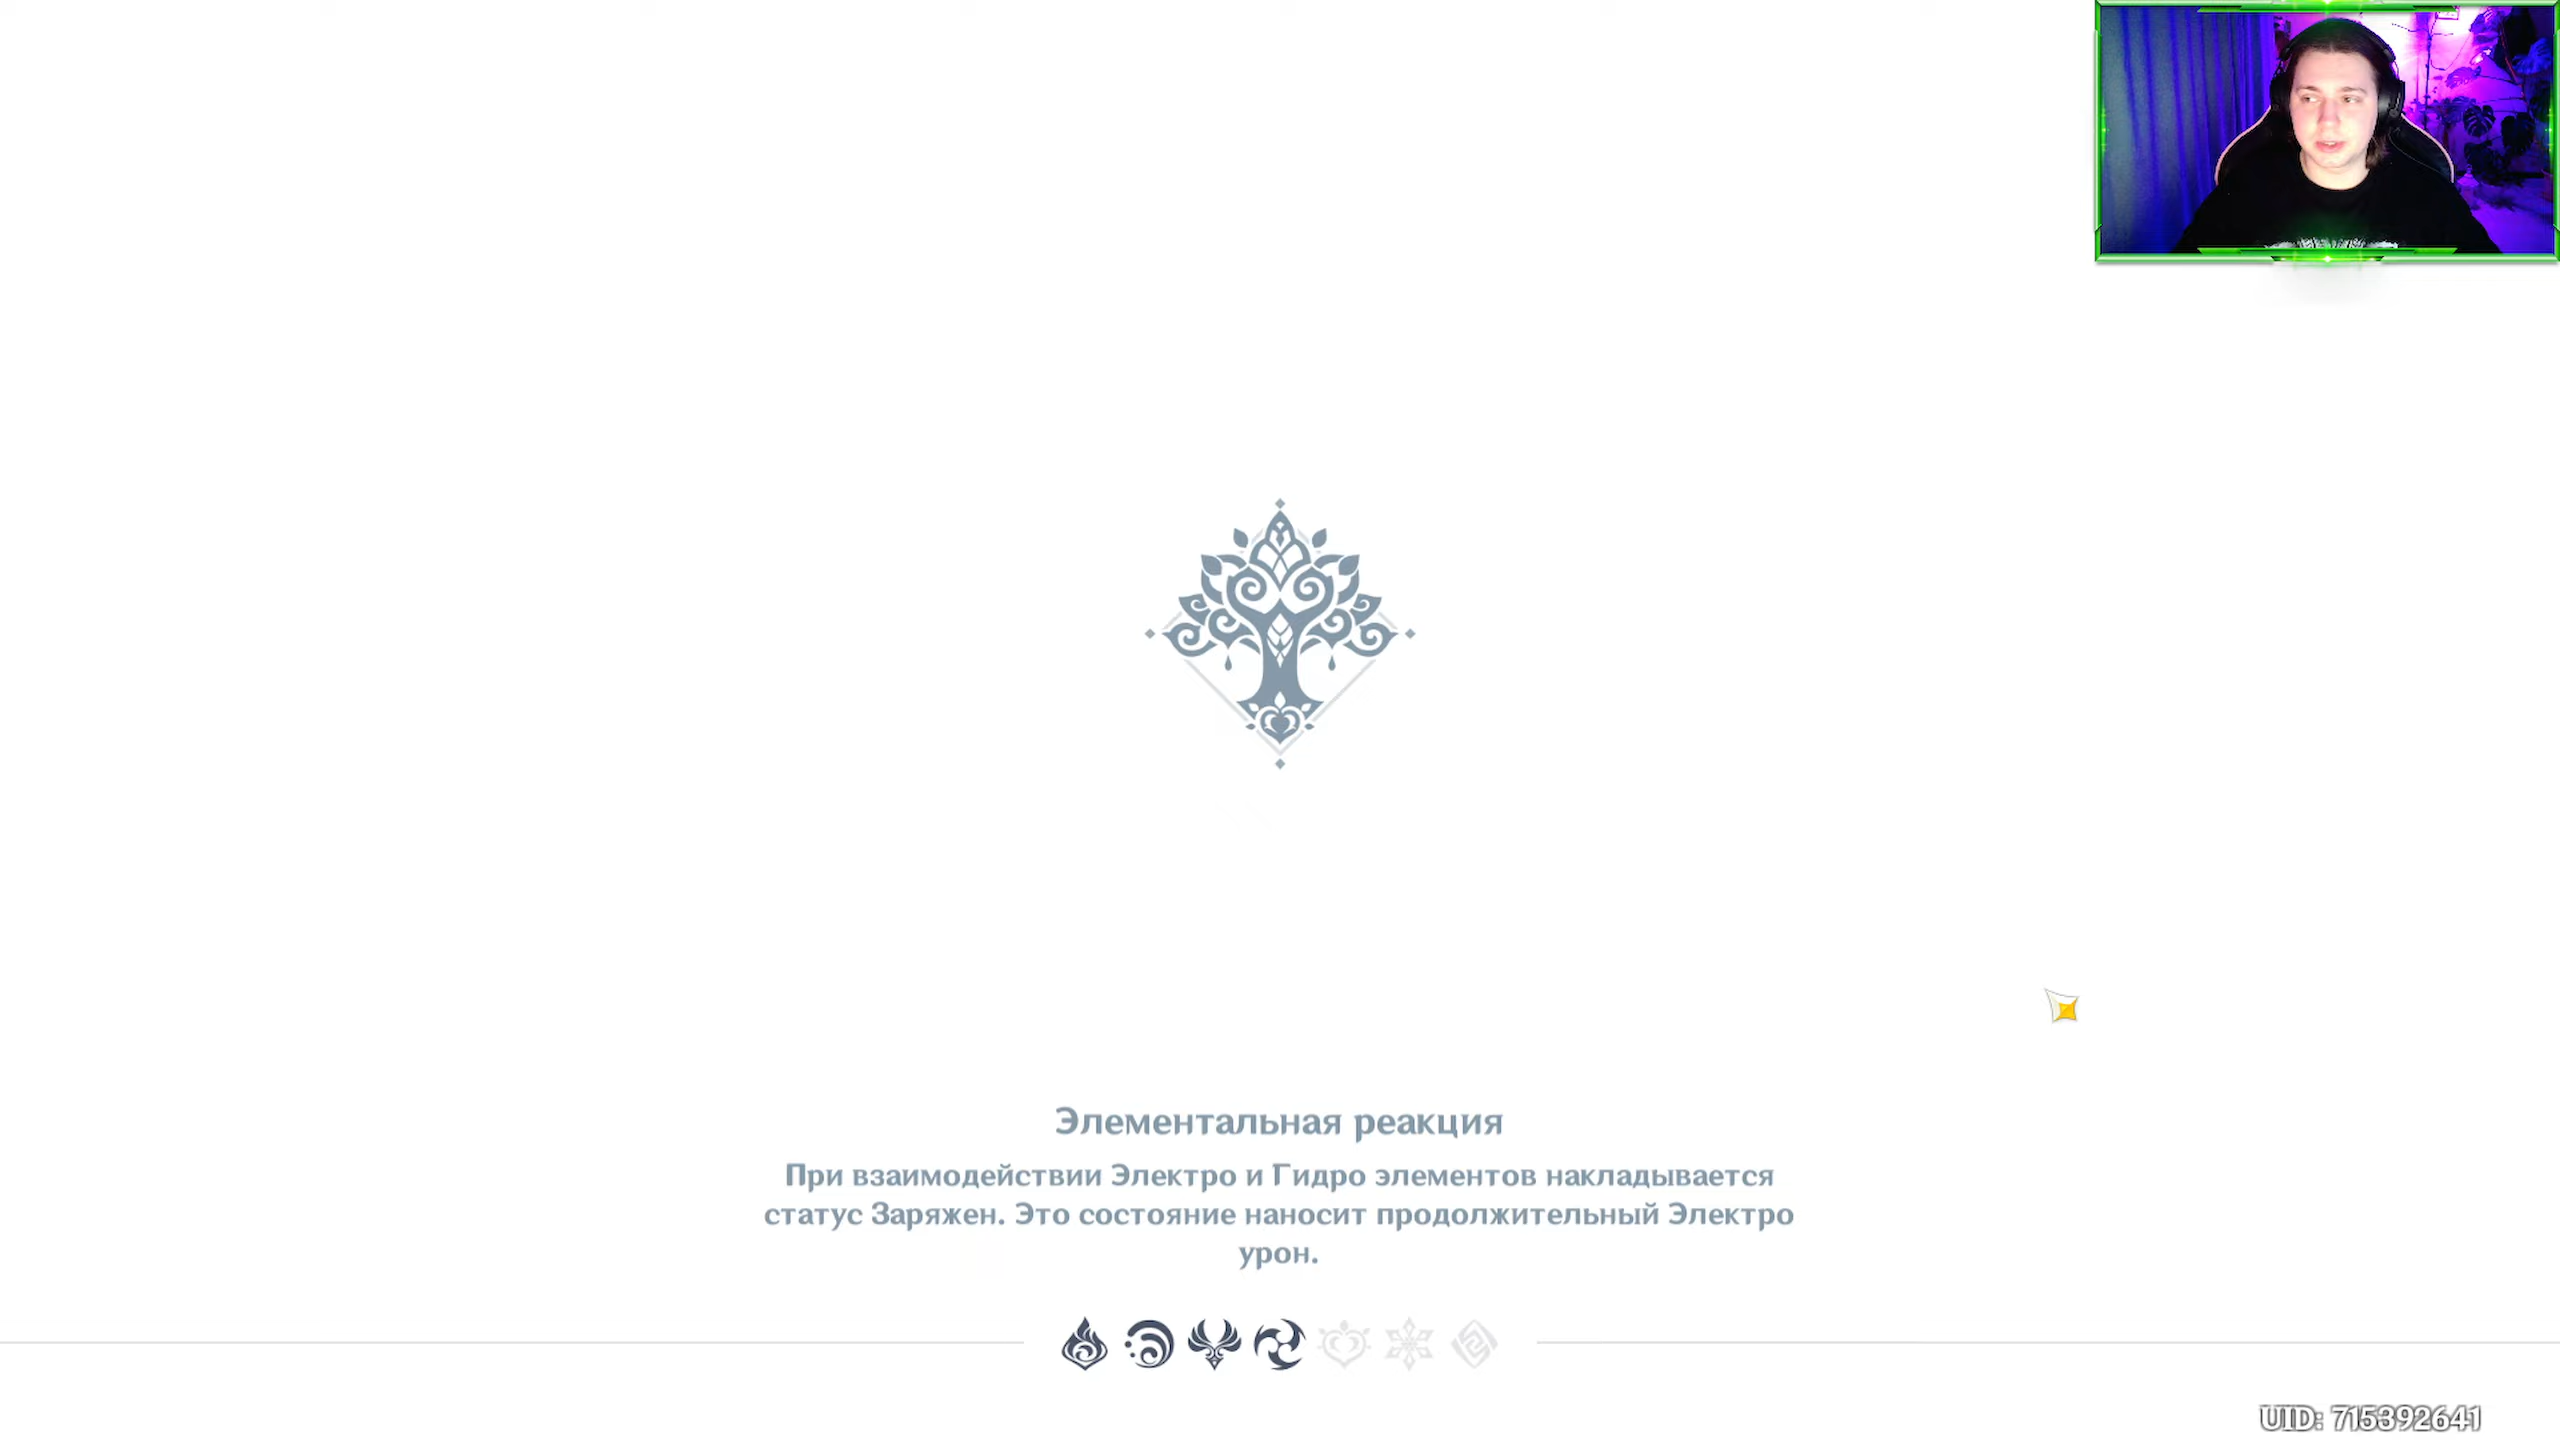 Элементальная реакция
При взаимодействии Электро и Гидро элементов накладывается
статус Заряжен. Это состояние наносит продолжительный Электро
урон.
UID: 715392641